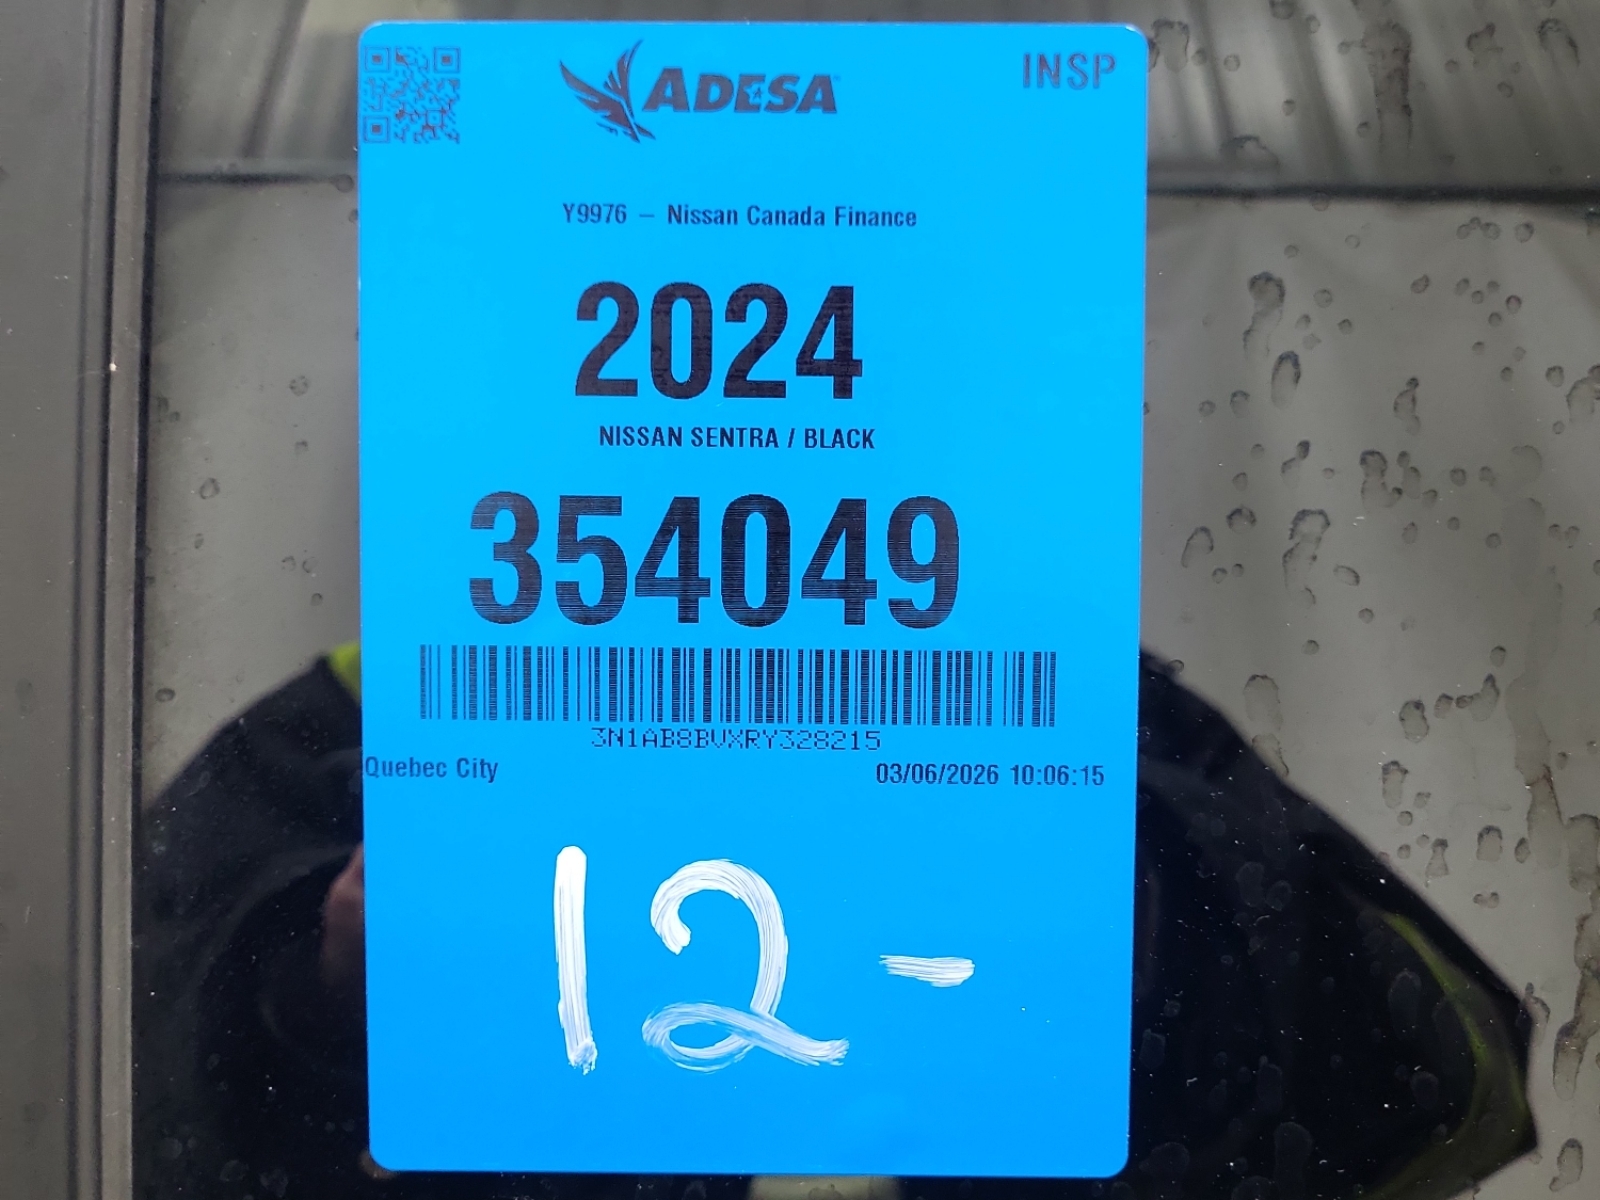 ADESA
INSP
Y9976 – Nissan Canada Finance
2024
NISSAN SENTRA / BLACK
354049
3N1AB8BVXRY328215
Quebec City
03/06/2026 10:06:15
12-